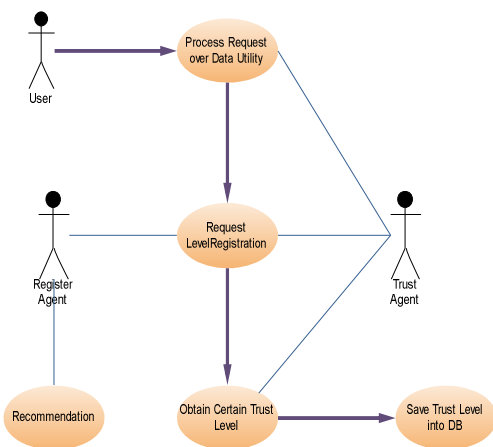 Process Request
over Data Utility
User
Request
LevelRegistration
Register
Agent
Trust
Agent
Recommendation
Obtain Certain Trust
Level
Save Trust Level
into DB